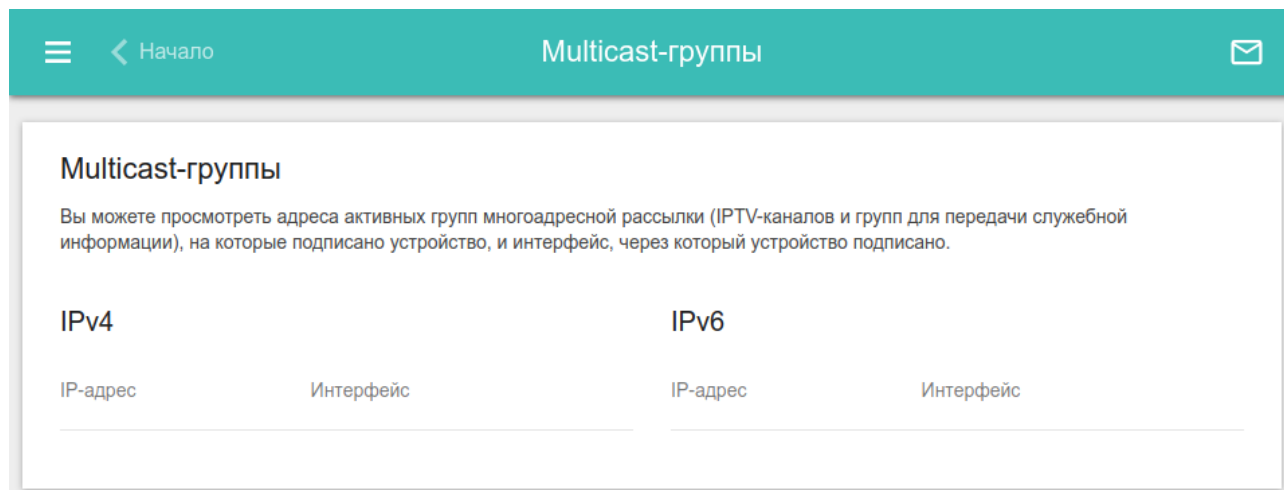 Начало
Multicast-группы
Multicast-группы
Вы можете просмотреть адреса активных групп многоадресной рассылки (IPTV-каналов и групп для передачи служебной
информации), на которые подписано устройство, и интерфейс, через который устройство подписано.
IPv4
IPv6
IP-адрес Интерфейс
IP-адрес Интерфейс